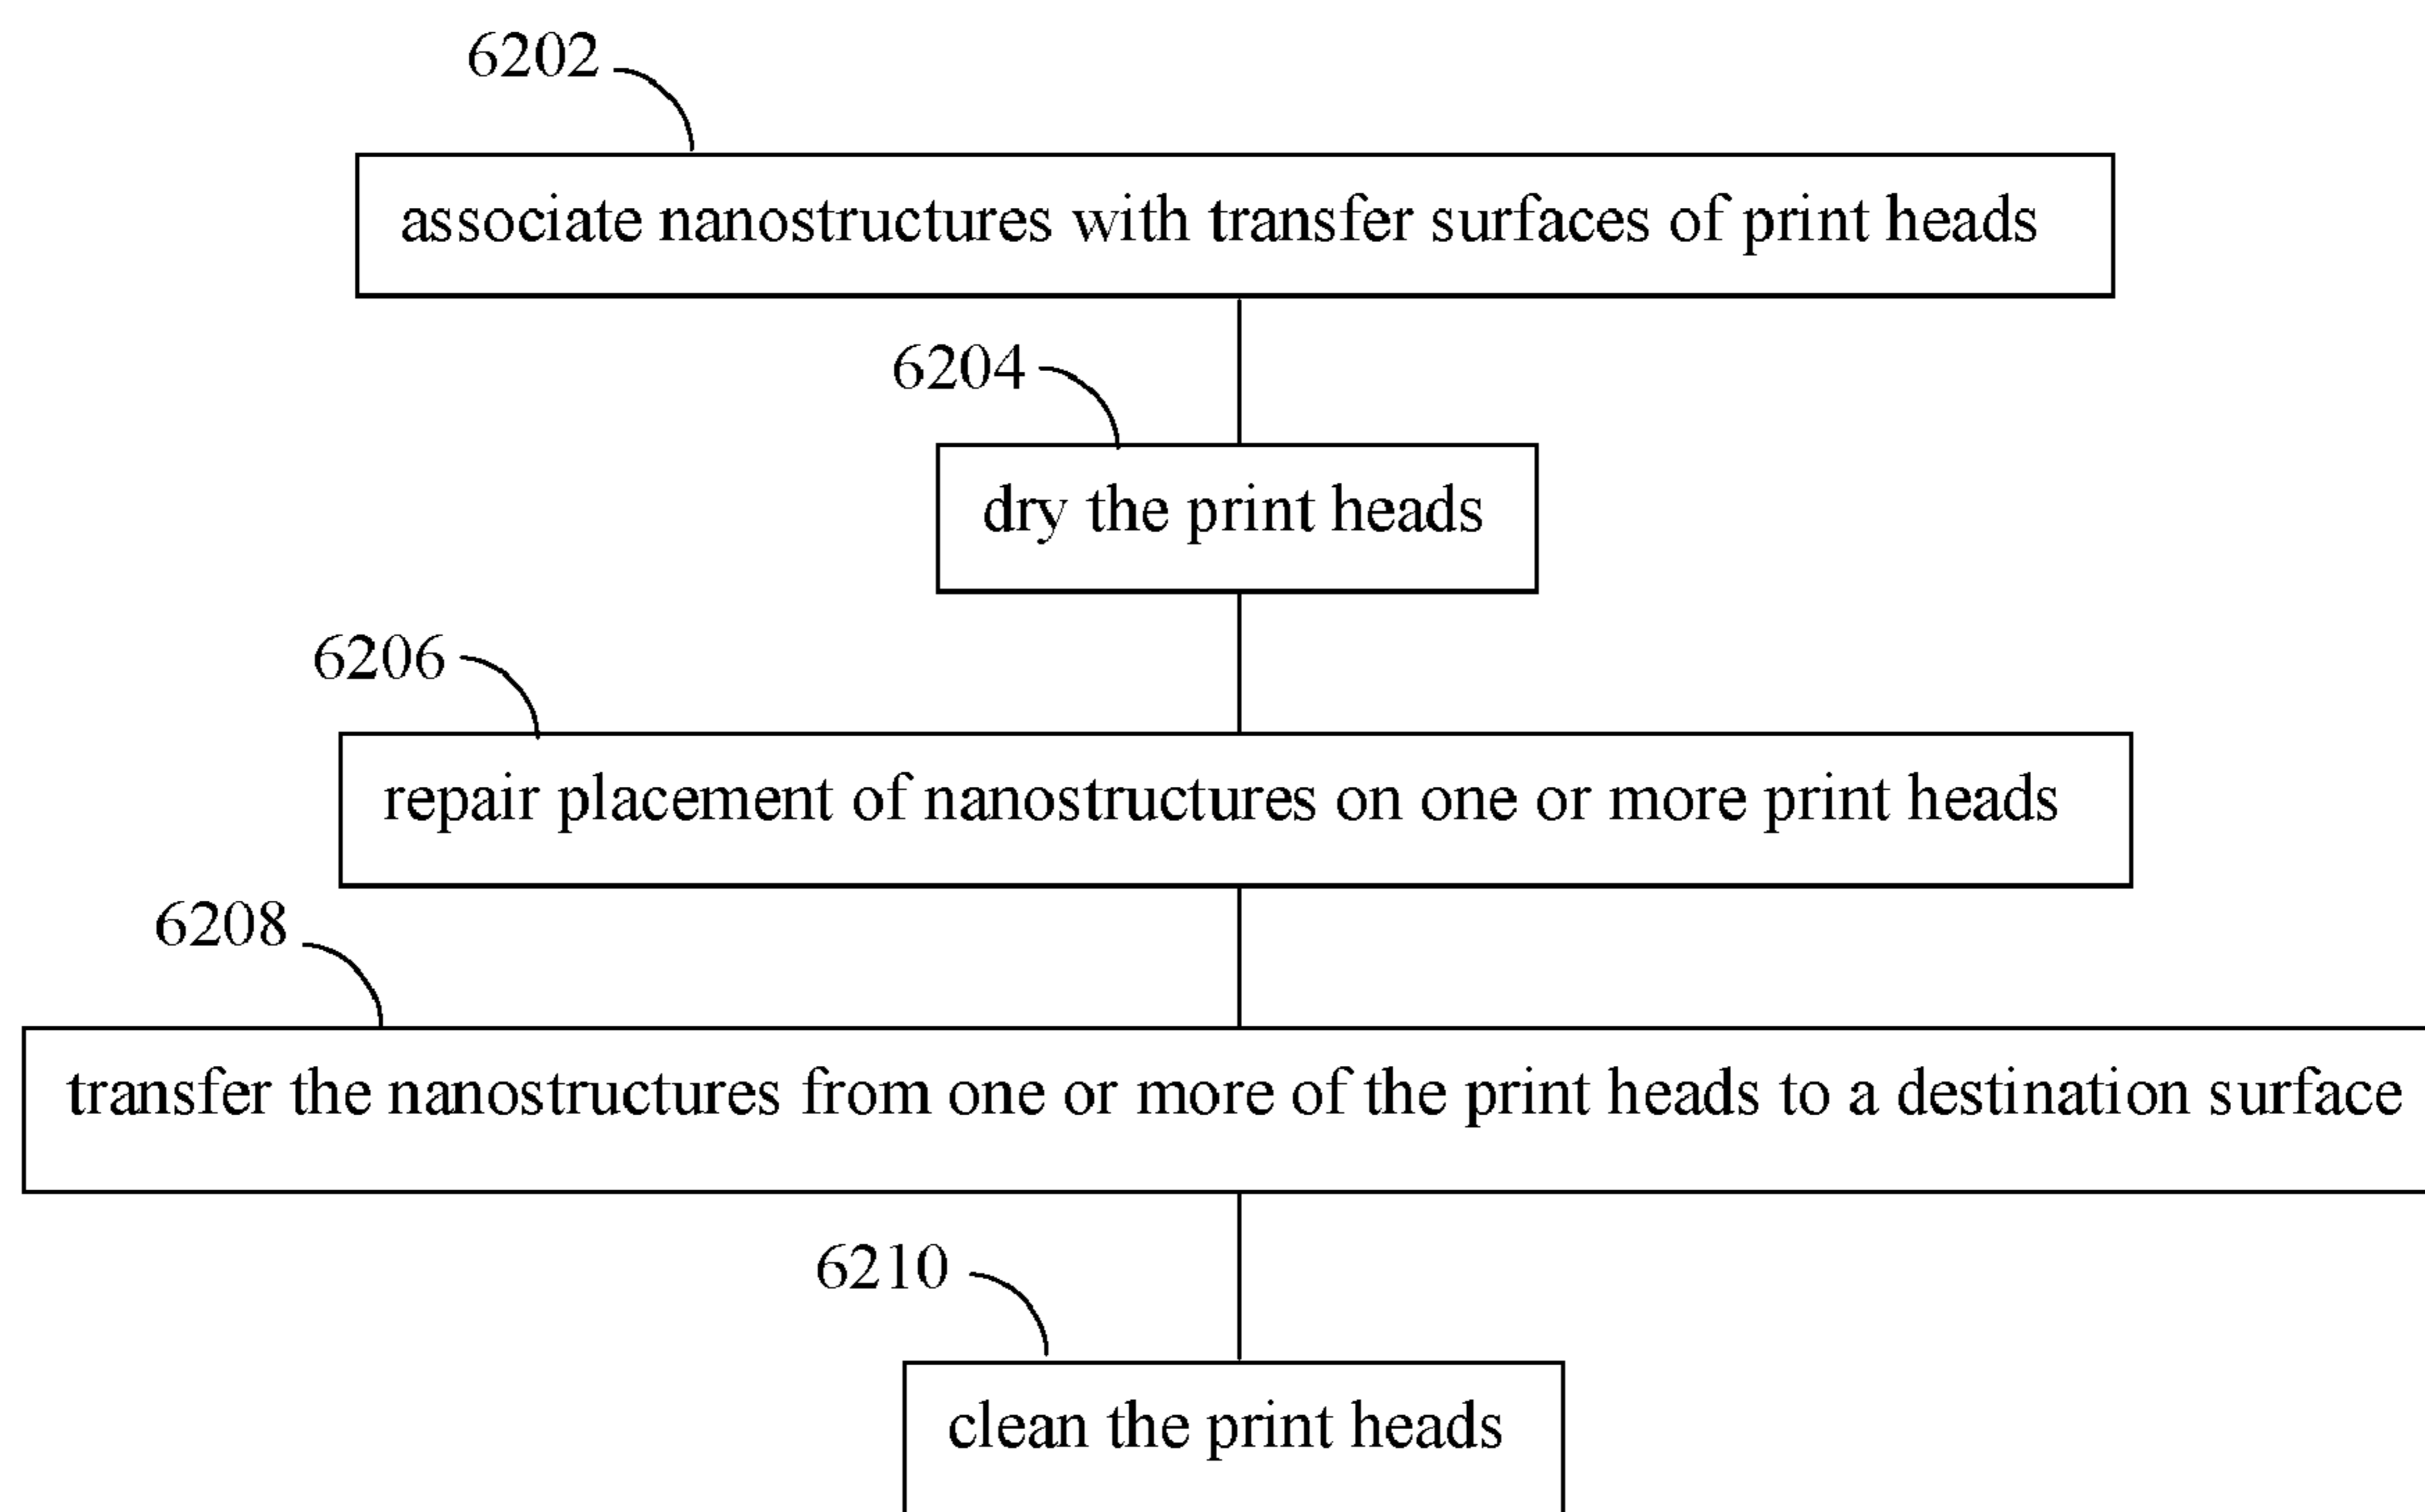 6202
associate nanostructures with transfer surfaces of print heads
6204
dry the print heads
6206
repair placement of nanostructures on one or more print heads
6208
transfer the nanostructures from one or more of the print heads to a destination surface
6210
clean the print heads